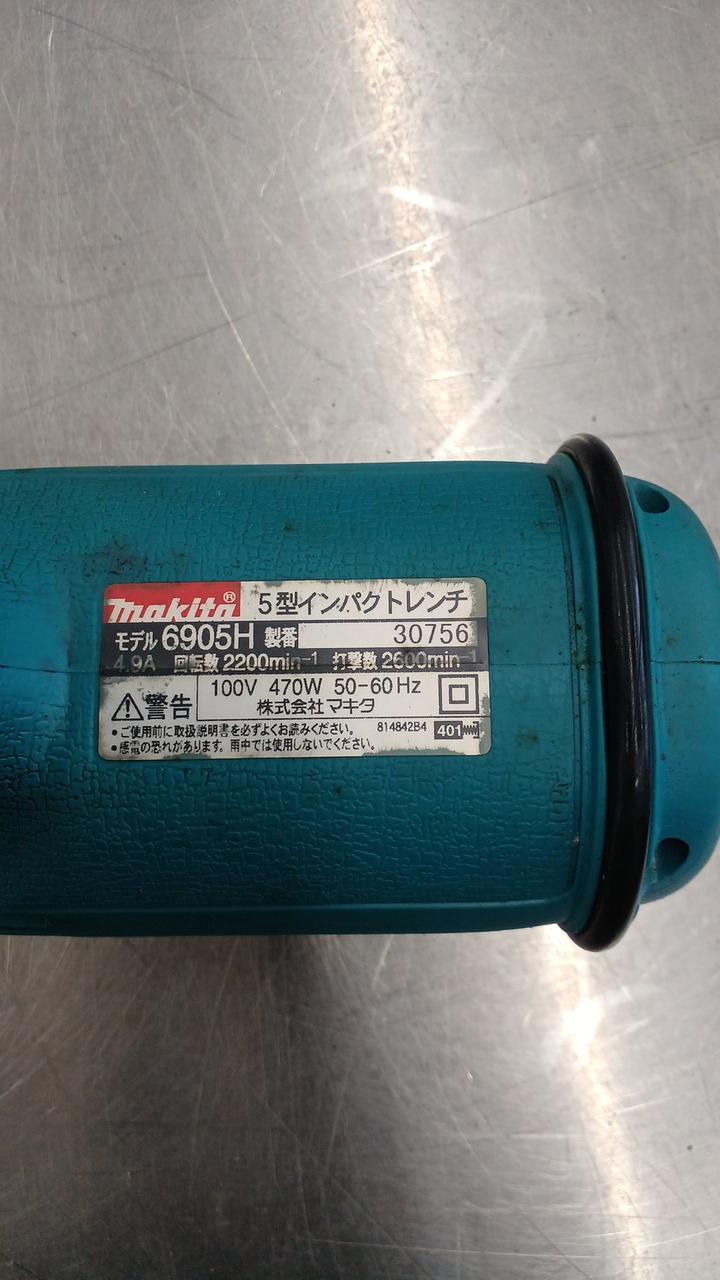 makita® 5型インパクトレンチ
モデル 6905H 製番 30756
4.9A 回転数 2200min⁻¹ 打撃数 2600min⁻¹
⚠警告 100V 470W 50-60Hz
株式会社 マキタ
•ご使用前に取扱説明書を必ずよくお読みください。 814842B4 401
•感電の恐れがあります。雨中では使用しないでください。